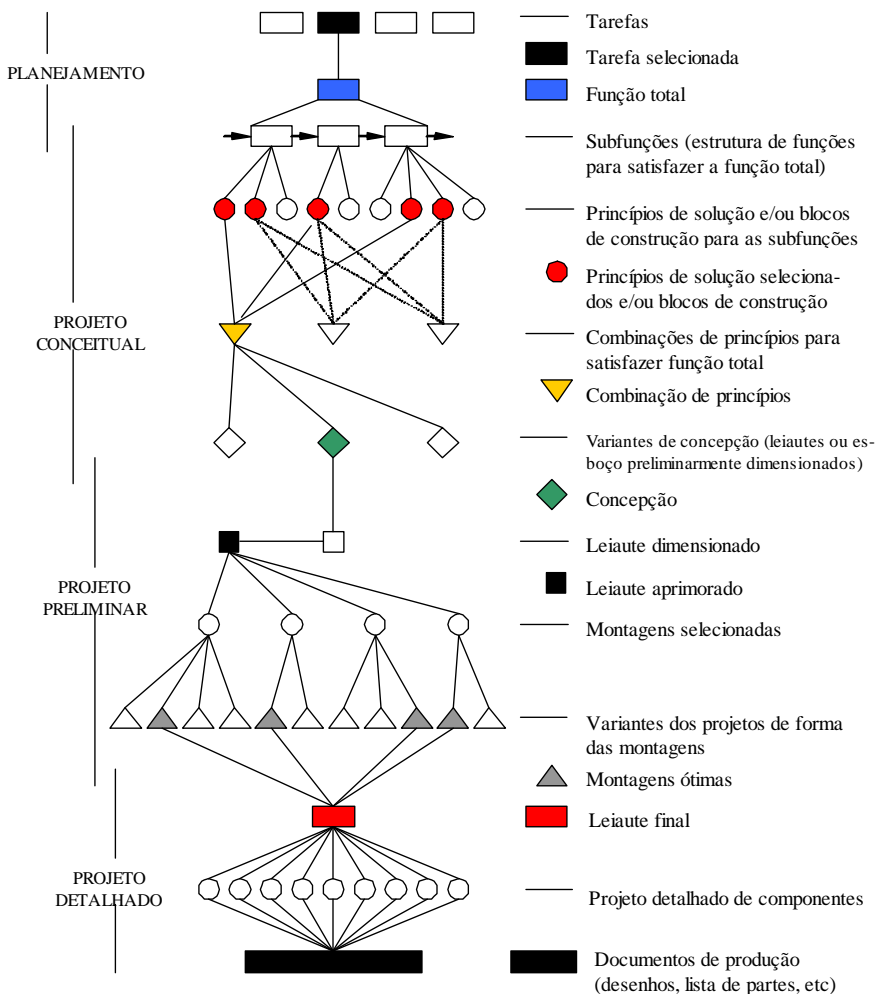 Tarefas
Tarefa selecionada
PLANEJAMENTO
Função total
Subfunções (estrutura de funções
para satisfazer a função total)
Princípios de solução e/ou blocos
de construção para as subfunções
Princípios de solução seleciona-
dos e/ou blocos de construção
PROJETO
CONCEITUAL
Combinações de princípios para
satisfazer função total
Combinação de princípios
Variantes de concepção (leiautes ou es-
boço preliminarmente dimensionados)
Concepção
Leiaute dimensionado
PROJETO
PRELIMINAR
Leiaute aprimorado
Montagens selecionadas
Variantes dos projetos de forma
das montagens
Montagens ótimas
Leiaute final
PROJETO
DETALHADO
Projeto detalhado de componentes
Documentos de produção
(desenhos, lista de partes, etc)